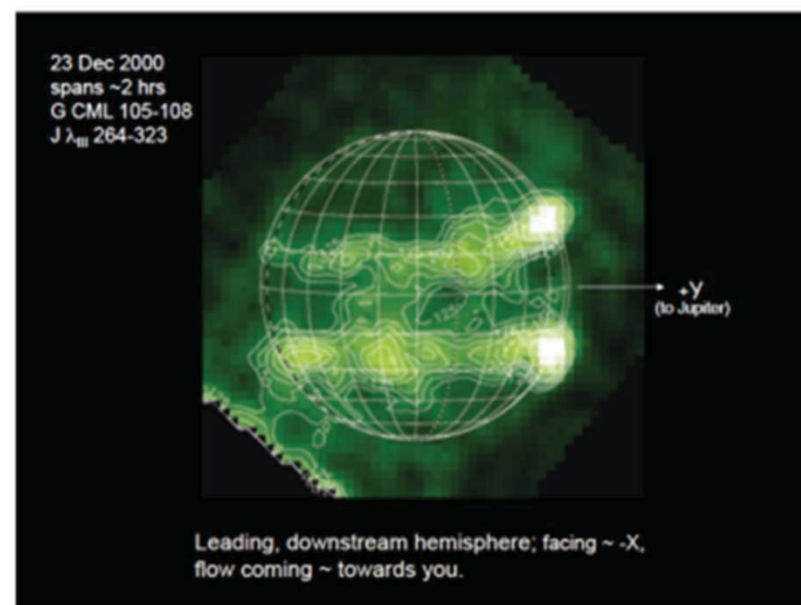 23 Dec 2000
spans ~2 hrs
G CML 105-108
J λIII 264-323
125
+Y
(to Jupiter)
Leading, downstream hemisphere; facing ~ -X,
flow coming ~ towards you.